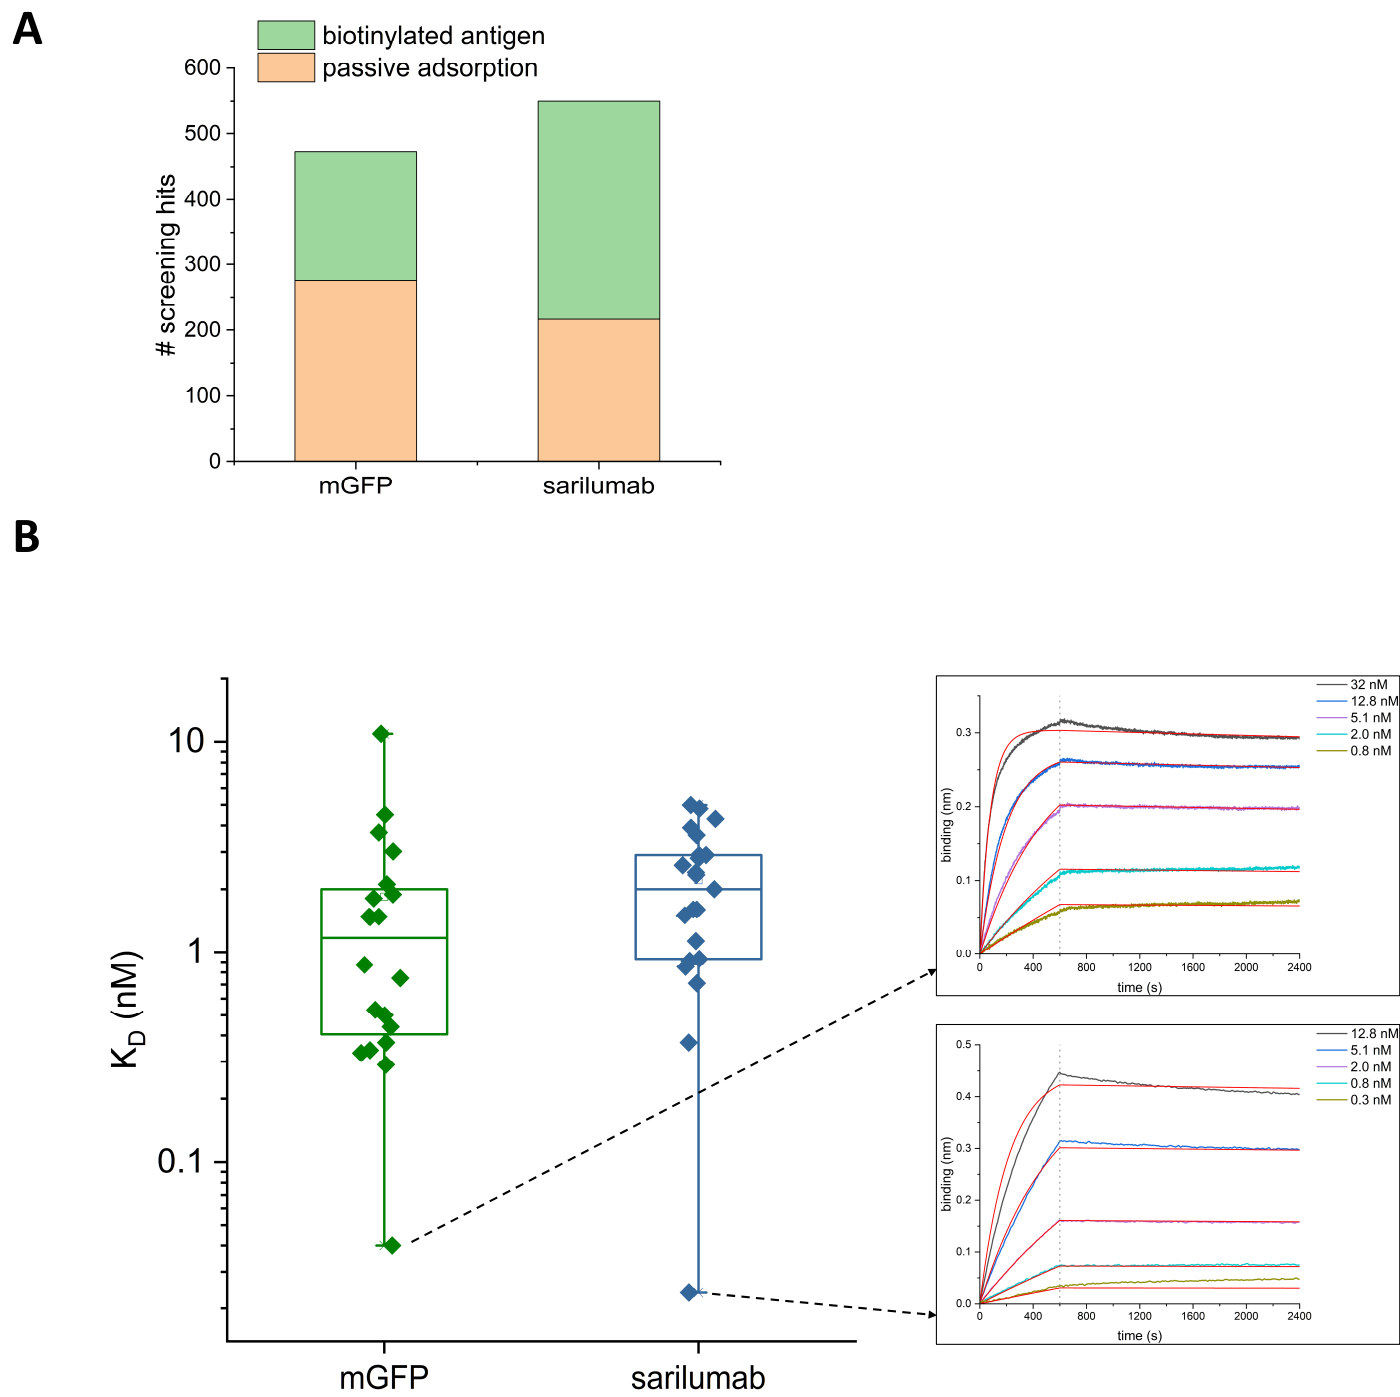 A
biotinylated antigen
passive adsorption
600
500
400
300
200
100
0
# screening hits
mGFP
sarilumab
B
10
1
0.1
K_D (nM)
mGFP
sarilumab
32 nM
12.8 nM
5.1 nM
2.0 nM
0.8 nM
0.3
0.2
0.1
0.0
binding (nm)
0 400 800 1200 1600 2000 2400
time (s)
12.8 nM
5.1 nM
2.0 nM
0.8 nM
0.3 nM
0.5
0.4
0.3
0.2
0.1
0.0
binding (nm)
0 400 800 1200 1600 2000 2400
time (s)